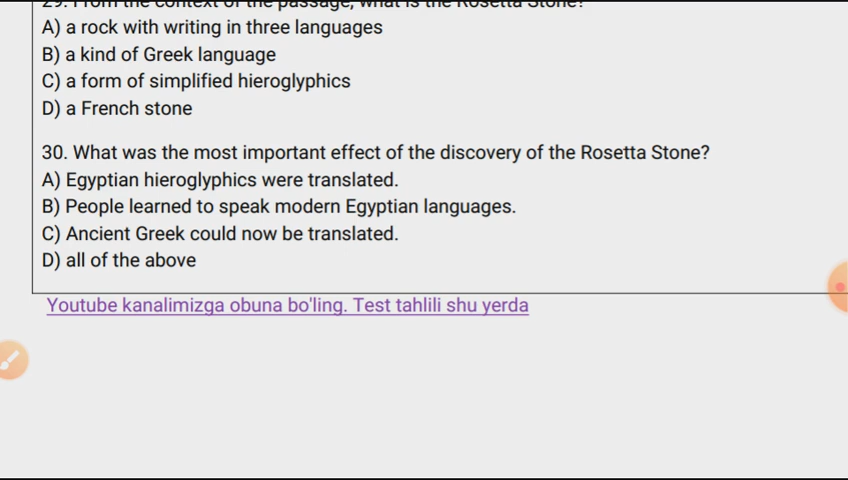 29. From the context of the passage, what is the Rosetta Stone?
A) a rock with writing in three languages
B) a kind of Greek language
C) a form of simplified hieroglyphics
D) a French stone
30. What was the most important effect of the discovery of the Rosetta Stone?
A) Egyptian hieroglyphics were translated.
B) People learned to speak modern Egyptian languages.
C) Ancient Greek could now be translated.
D) all of the above
Youtube kanalimizga obuna bo'ling. Test tahlili shu yerda